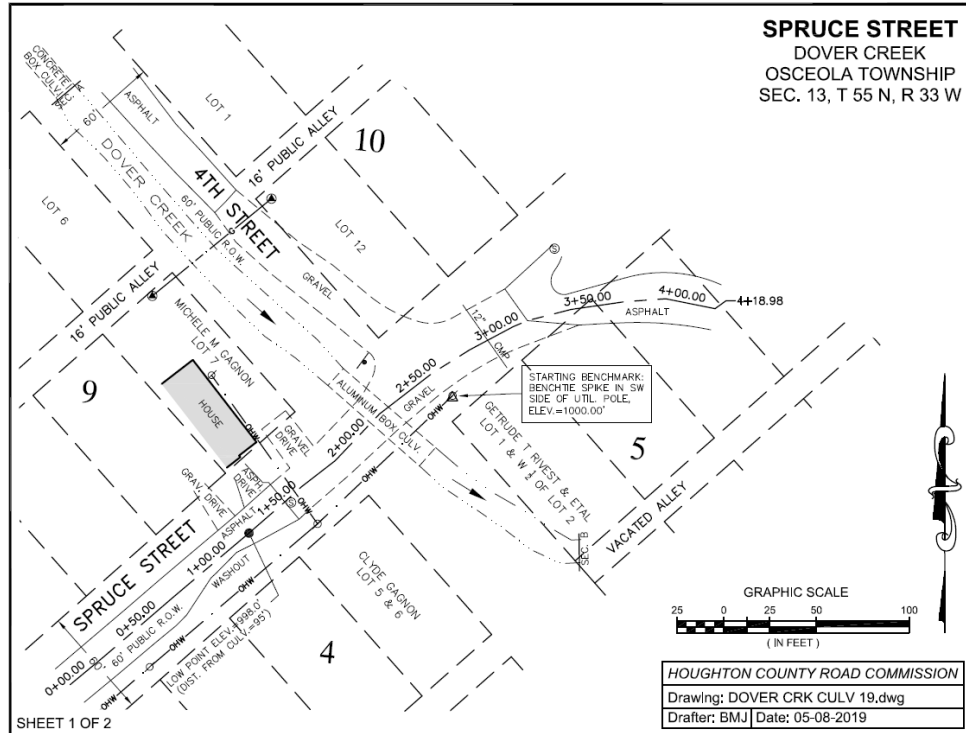 SPRUCE STREET
DOVER CREEK
OSCEOLA TOWNSHIP
SEC. 13, T 55 N, R 33 W
CONCRETE
BOX CULV.
SEC.
60'
ASPHALT
LOT 1
10
16' PUBLIC ALLEY
DOVER CREEK
4TH STREET
60' PUBLIC R.O.W.
LOT 6
LOT 12
GRAVEL
16' PUBLIC ALLEY
MICHELE M GAGNON
LOT 7
9
HOUSE
OHW
GRAVEL
DRIVE
ASPH.
DRIVE
GRAV. DRIVE
ASPHALT
S
S
12"
CMP
3+50.00
4+00.00
4+18.98
ASPHALT
3+00.00
2+50.00
GRAVEL
2+00.00
1+50.00
1+00.00
0+50.00
0+00.00
ALUMINUM BOX CULV.
STARTING BENCHMARK:
BENCHTIE SPIKE IN SW
SIDE OF UTIL. POLE,
ELEV.=1000.00'
OHW
OHW
OHW
OHW
OHW
OHW
GETRUDE T RIVEST & ETAL
LOT 1 & W ½ OF LOT 2
5
VACATED ALLEY
SEC. B
SPRUCE STREET
WASHOUT
60' PUBLIC R.O.W.
60'
LOW POINT ELEV.=998.0'
(DIST. FROM CULV.=95')
CLYDE GAGNON
LOT 5 & 6
4
GRAPHIC SCALE
25 0 25 50 100
( IN FEET )
HOUGHTON COUNTY ROAD COMMISSION
Drawing: DOVER CRK CULV 19.dwg
Drafter: BMJ Date: 05-08-2019
SHEET 1 OF 2